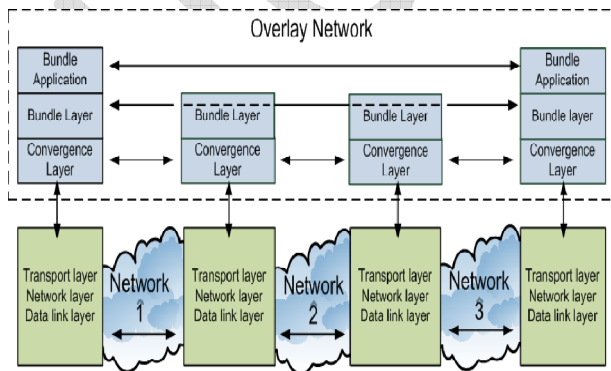 Overlay Network
Bundle
Application
Bundle Layer
Convergence
Layer
Bundle Layer
Convergence
Layer
Bundle Layer
Convergence
Layer
Bundle
Application
Bundle layer
Convergence
Layer
Transport layer
Network layer
Data link layer
Network
1
Transport layer
Network layer
Data link layer
Network
2
Transport layer
Network layer
Data link layer
Network
3
Transport layer
Network layer
Data link layer